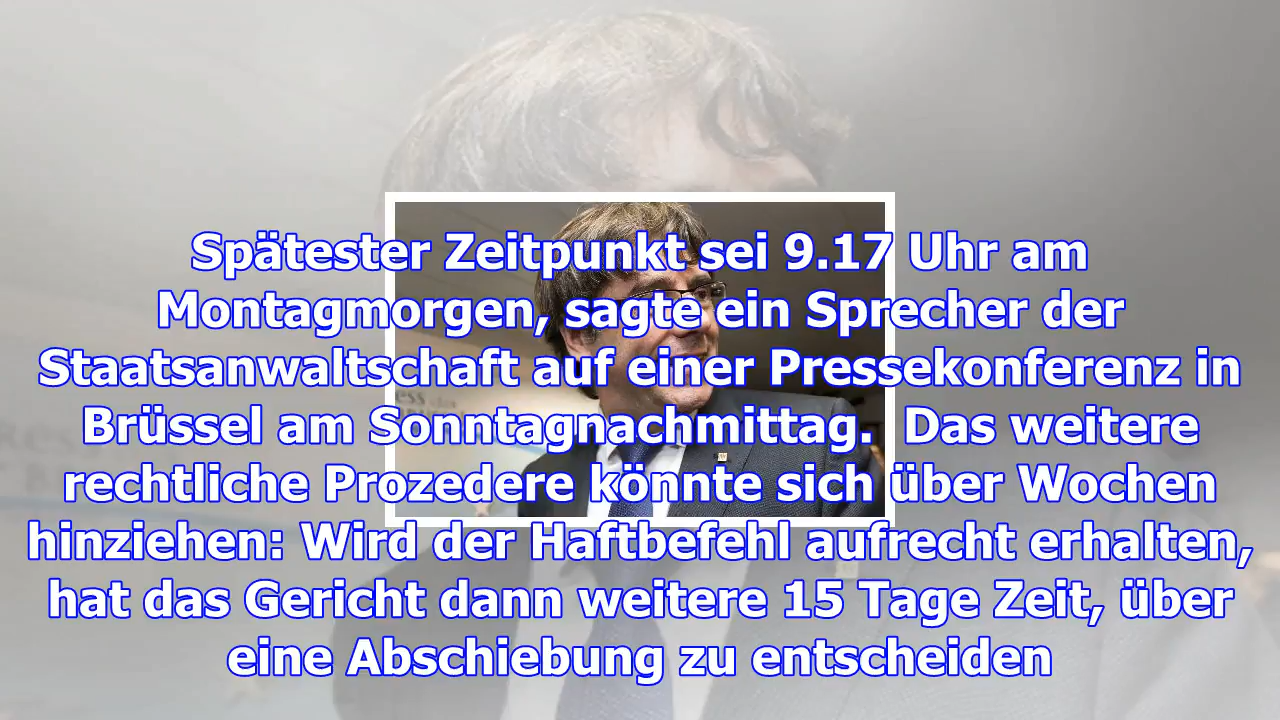 Spätester Zeitpunkt sei 9.17 Uhr am
Montagmorgen, sagte ein Sprecher der
Staatsanwaltschaft auf einer Pressekonferenz in
Brüssel am Sonntagnachmittag.  Das weitere
rechtliche Prozedere könnte sich über Wochen
hinziehen: Wird der Haftbefehl aufrecht erhalten,
hat das Gericht dann weitere 15 Tage Zeit, über
eine Abschiebung zu entscheiden